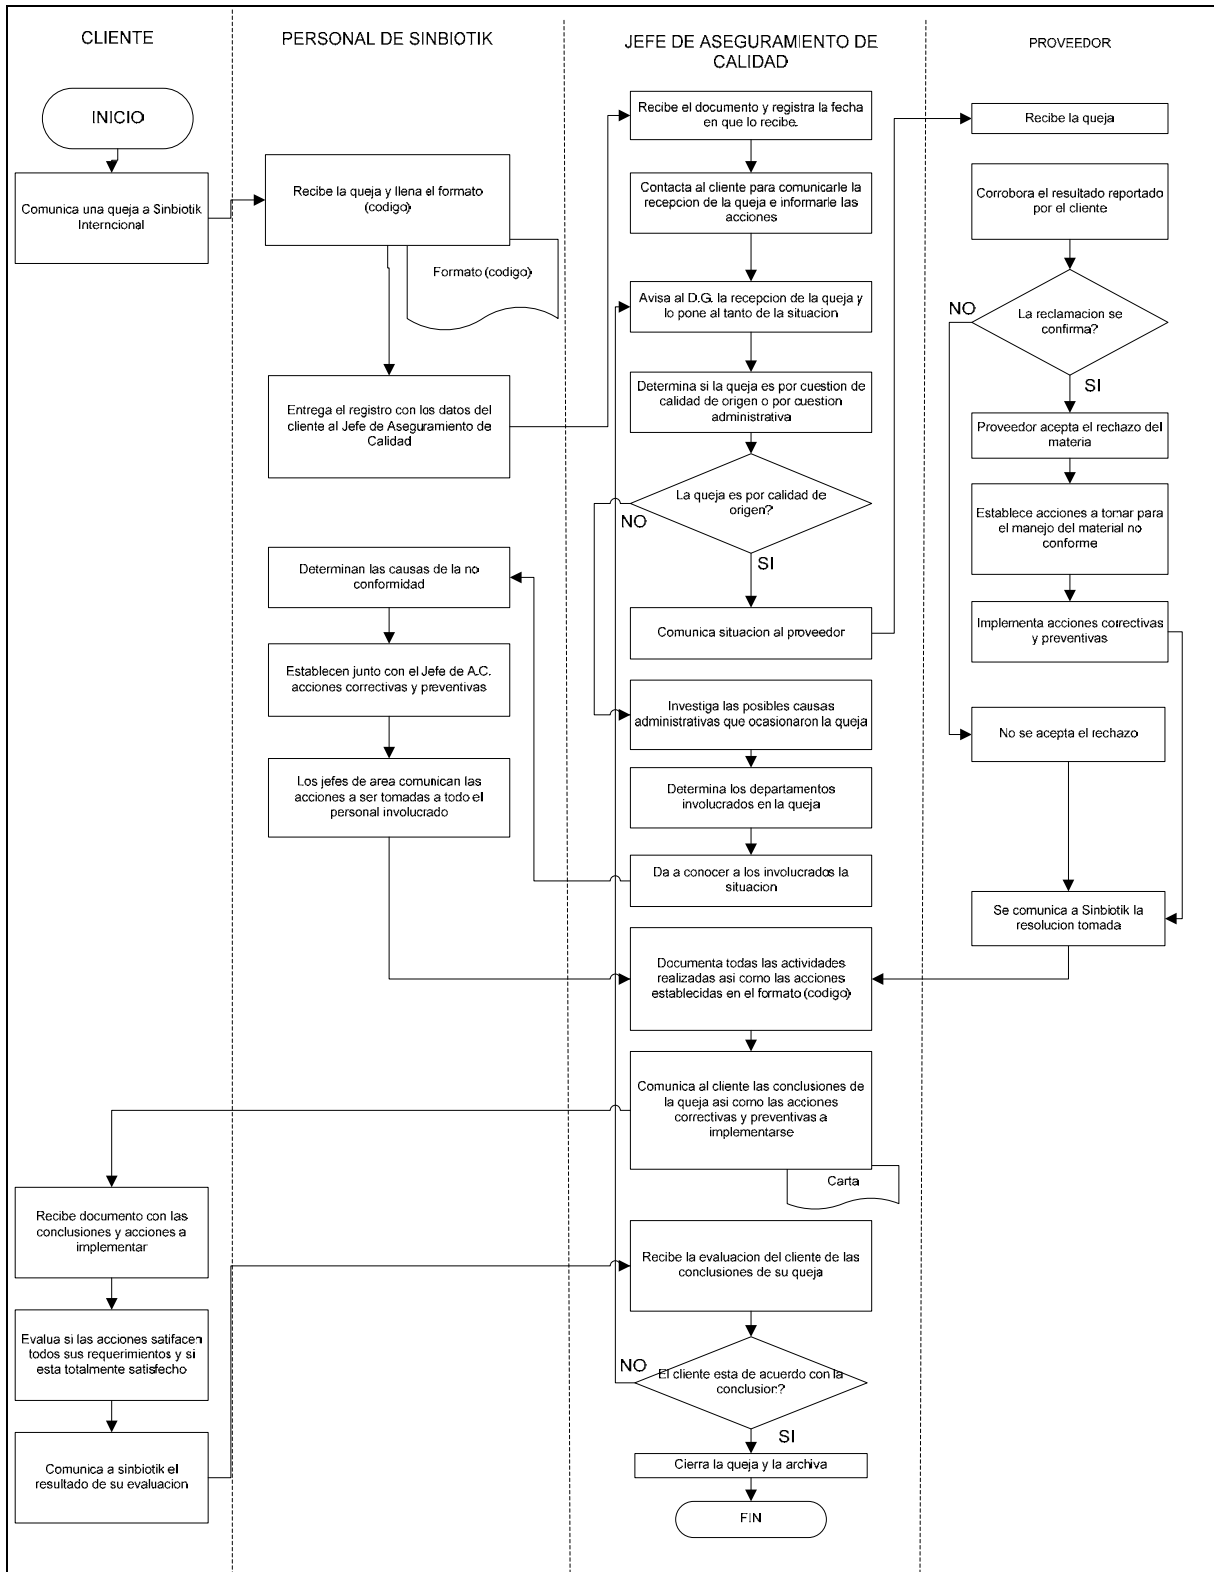 CLIENTE
PERSONAL DE SINBIOTIK
JEFE DE ASEGURAMIENTO DE
CALIDAD
PROVEEDOR
INICIO
Comunica una queja a Sinbiotik
Interncional
Recibe la queja y llena el formato
(codigo)
Formato (codigo)
Entrega el registro con los datos del
cliente al Jefe de Aseguramiento de
Calidad
Recibe el documento y registra la fecha
en que lo recibe.
Contacta al cliente para comunicarle la
recepcion de la queja e informarle las
acciones
Avisa al D.G. la recepcion de la queja y
lo pone al tanto de la situacion
Determina si la queja es por cuestion de
calidad de origen o por cuestion
administrativa
La queja es por calidad de
origen?
NO
SI
Comunica situacion al proveedor
Recibe la queja
Corrobora el resultado reportado
por el cliente
La reclamacion se
confirma?
NO
SI
Proveedor acepta el rechazo del
materia
Establece acciones a tomar para
el manejo del material no
conforme
Implementa acciones correctivas
y preventivas
No se acepta el rechazo
Se comunica a Sinbiotik la
resolucion tomada
Investiga las posibles causas
administrativas que ocasionaron la queja
Determina los departamentos
involucrados en la queja
Da a conocer a los involucrados la
situacion
Determinan las causas de la no
conformidad
Establecen junto con el Jefe de A.C.
acciones correctivas y preventivas
Los jefes de area comunican las
acciones a ser tomadas a todo el
personal involucrado
Documenta todas las actividades
realizadas asi como las acciones
establecidas en el formato (codigo)
Comunica al cliente las conclusiones de
la queja asi como las acciones
correctivas y preventivas a
implementarse
Carta
Recibe documento con las
conclusiones y acciones a
implementar
Evalua si las acciones satifacen
todos sus requerimientos y si
esta totalmente satisfecho
Comunica a sinbiotik el
resultado de su evaluacion
Recibe la evaluacion del cliente de las
conclusiones de su queja
El cliente esta de acuerdo con la
conclusion?
NO
SI
Cierra la queja y la archiva
FIN